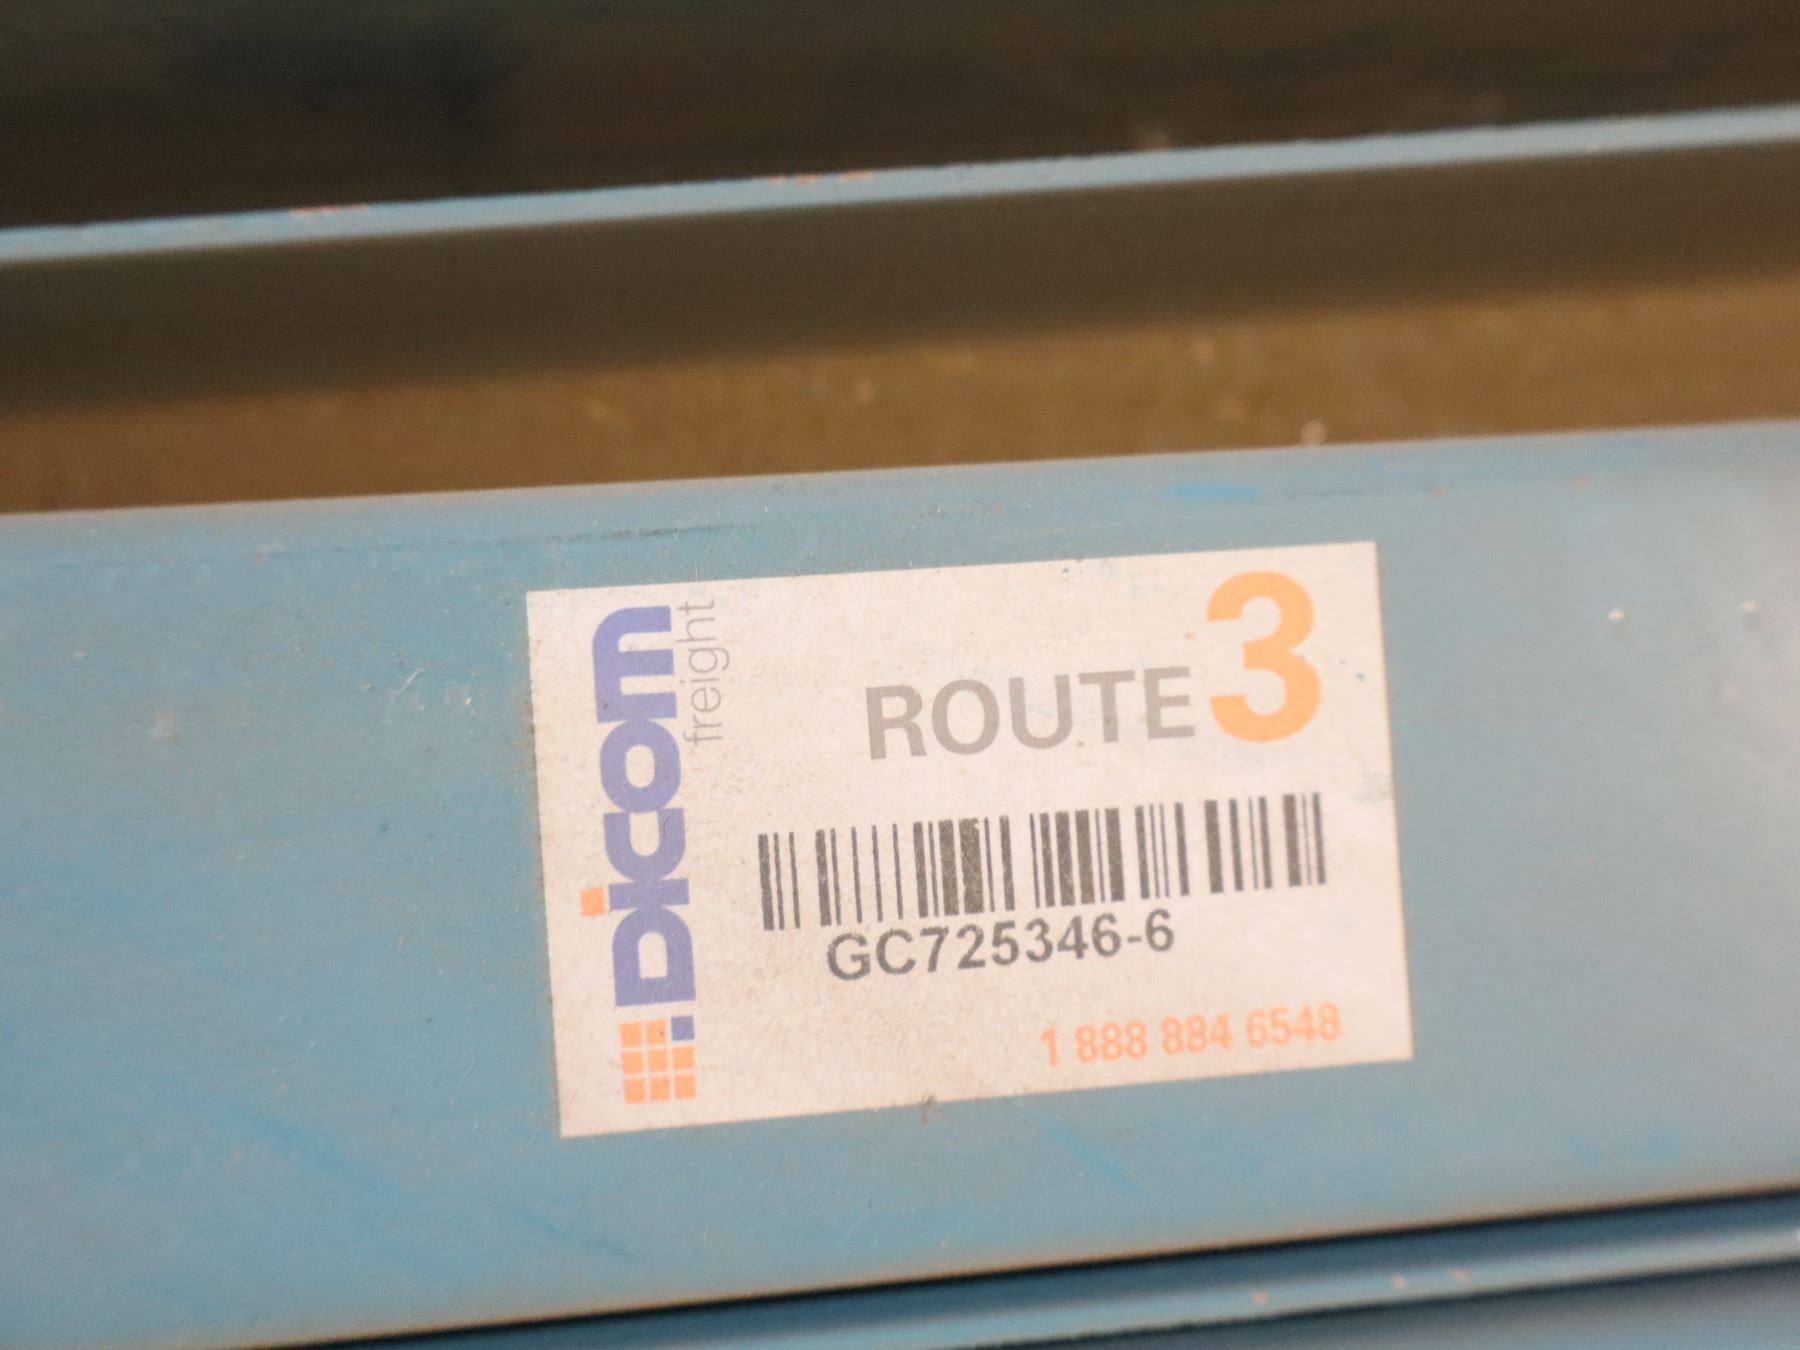 Dicom
freight
ROUTE 3
GC725346-6
1 888 884 6548